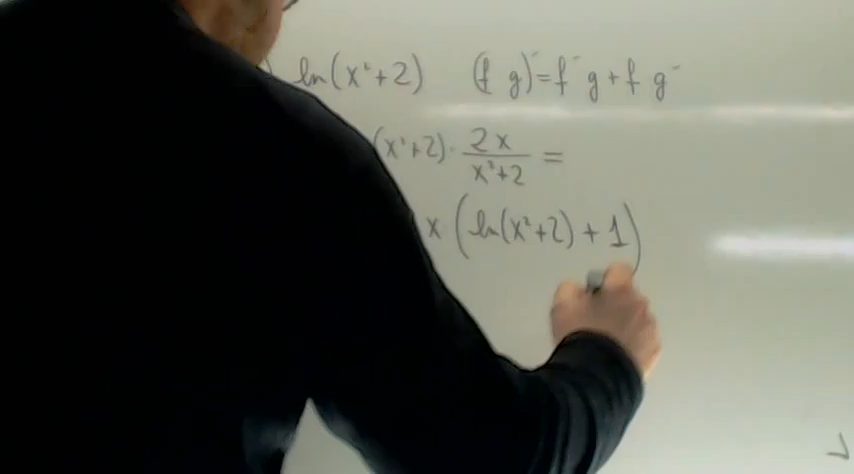 ) ln(x²+2) (f g)´=f´g+f g´
(x²+2)·2x/x²+2 =
x (ln(x²+2)+1)